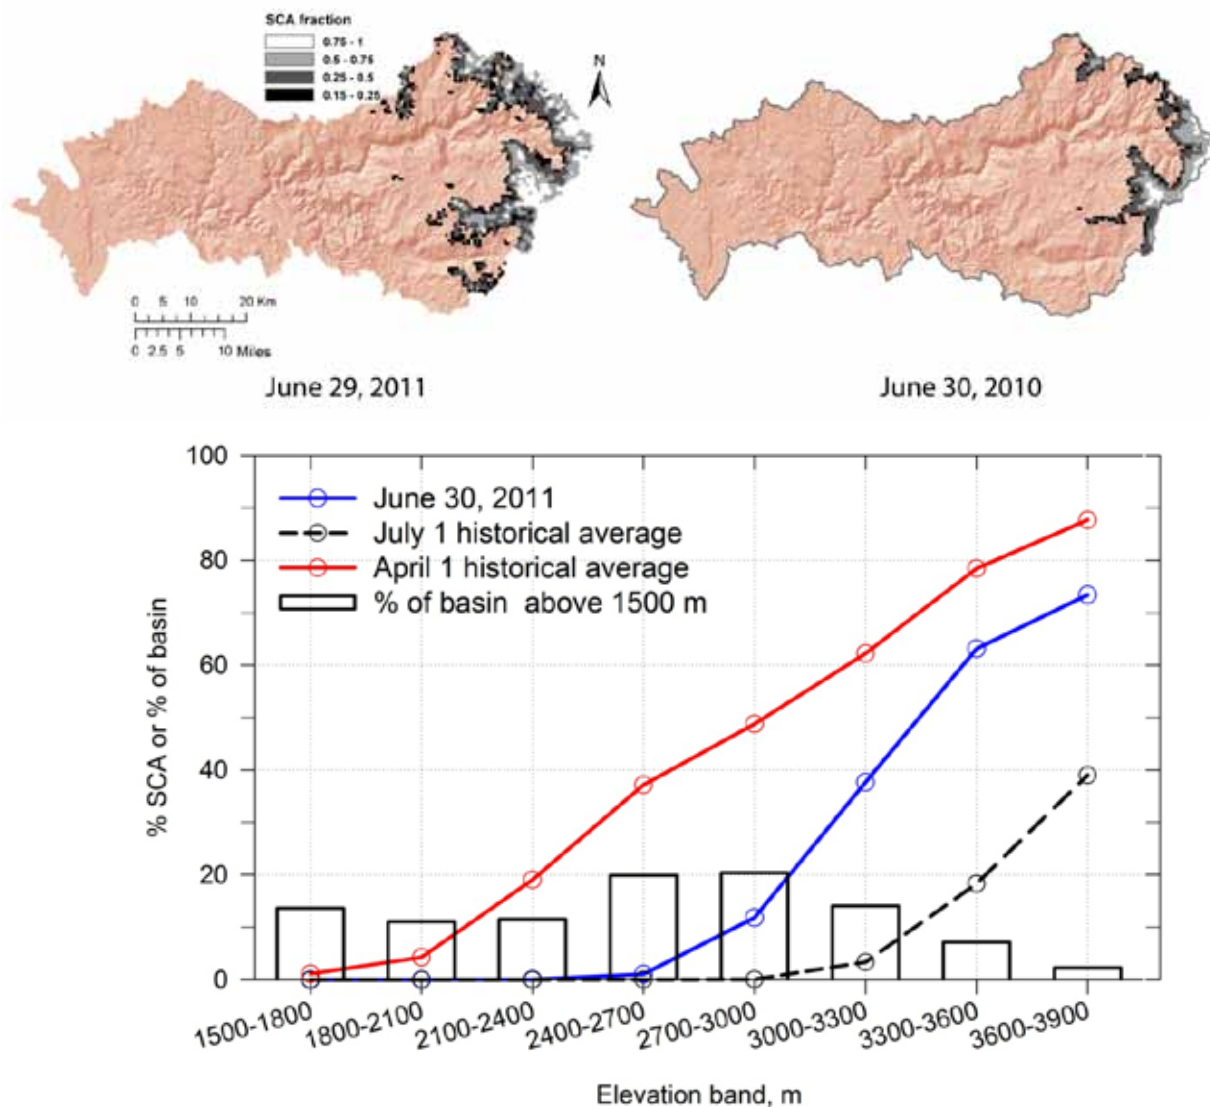 SCA fraction
0.75 - 1
0.5 - 0.75
0.25 - 0.5
0.15 - 0.25
N
0 5 10 20 Km
0 2.5 5 10 Miles
June 29, 2011
June 30, 2010
100
80
60
40
20
0
% SCA or % of basin
June 30, 2011
July 1 historical average
April 1 historical average
% of basin above 1500 m
1500-1800
1800-2100
2100-2400
2400-2700
2700-3000
3000-3300
3300-3600
3600-3900
Elevation band, m